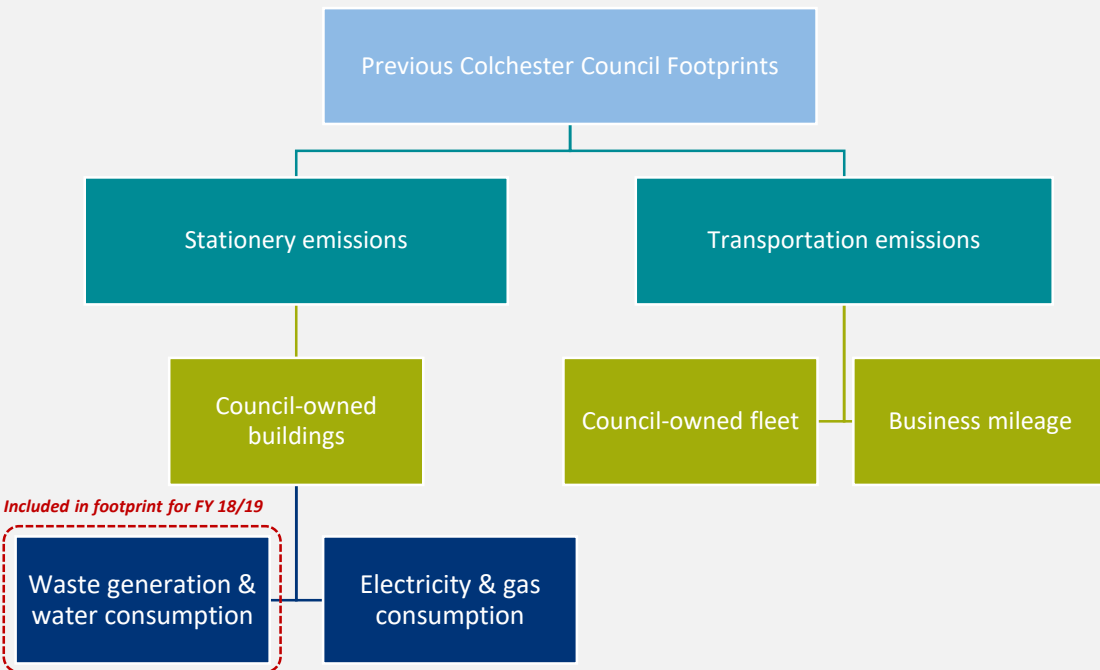 Previous Colchester Council Footprints
Stationery emissions
Transportation emissions
Council-owned
buildings
Council-owned fleet
Business mileage
Included in footprint for FY 18/19
Waste generation &
water consumption
Electricity & gas
consumption